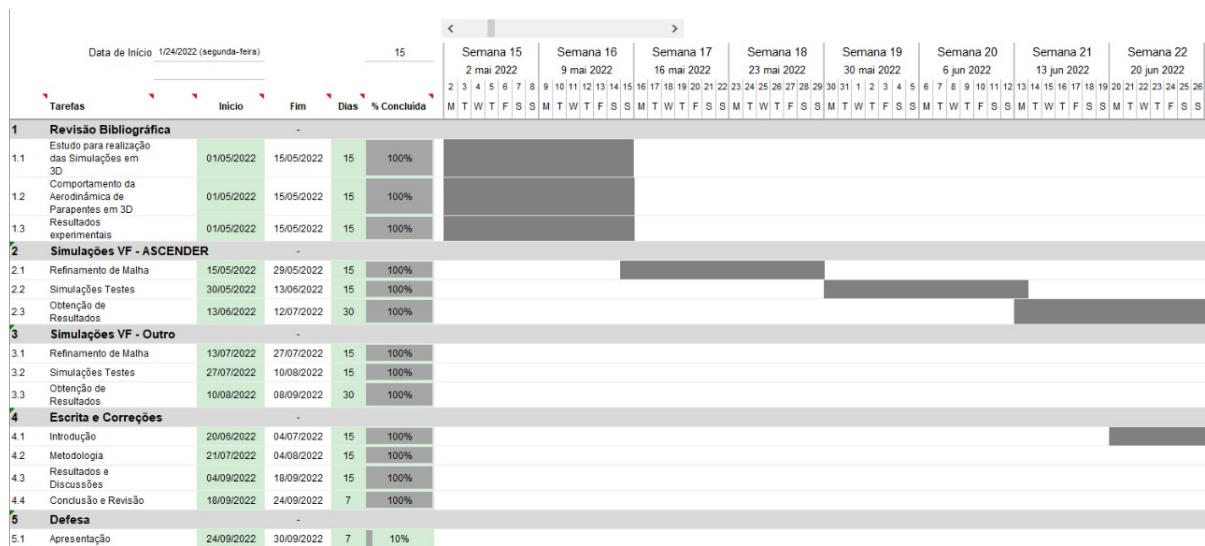 < >
Data de Início 1/24/2022 (segunda-feira) 15 Semana 15 Semana 16 Semana 17 Semana 18 Semana 19 Semana 20 Semana 21 Semana 22
2 mai 2022 9 mai 2022 16 mai 2022 23 mai 2022 30 mai 2022 6 jun 2022 13 jun 2022 20 jun 2022
2 3 4 5 6 7 8 9 10 11 12 13 14 15 16 17 18 19 20 21 22 23 24 25 26 27 28 29 30 31 1 2 3 4 5 6 7 8 9 10 11 12 13 14 15 16 17 18 19 20 21 22 23 24 25 26
Tarefas Início Fim Dias % Concluída M T W T F S S M T W T F S S M T W T F S S M T W T F S S M T W T F S S M T W T F S S M T W T F S S M T W T F S S
1 Revisão Bibliográfica -
1.1 Estudo para realização
das Simulações em
3D
01/05/2022 15/05/2022 15 100%
1.2 Comportamento da
Aerodinâmica de
Parapentes em 3D
01/05/2022 15/05/2022 15 100%
1.3 Resultados
experimentais
01/05/2022 15/05/2022 15 100%
2 Simulações VF - ASCENDER -
2.1 Refinamento de Malha 15/05/2022 29/05/2022 15 100%
2.2 Simulações Testes 30/05/2022 13/06/2022 15 100%
2.3 Obtenção de
Resultados
13/06/2022 12/07/2022 30 100%
3 Simulações VF - Outro -
3.1 Refinamento de Malha 13/07/2022 27/07/2022 15 100%
3.2 Simulações Testes 27/07/2022 10/08/2022 15 100%
3.3 Obtenção de
Resultados
10/08/2022 08/09/2022 30 100%
4 Escrita e Correções -
4.1 Introdução 20/06/2022 04/07/2022 15 100%
4.2 Metodologia 21/07/2022 04/08/2022 15 100%
4.3 Resultados e
Discussões
04/09/2022 18/09/2022 15 100%
4.4 Conclusão e Revisão 18/09/2022 24/09/2022 7 100%
5 Defesa -
5.1 Apresentação 24/09/2022 30/09/2022 7 10%